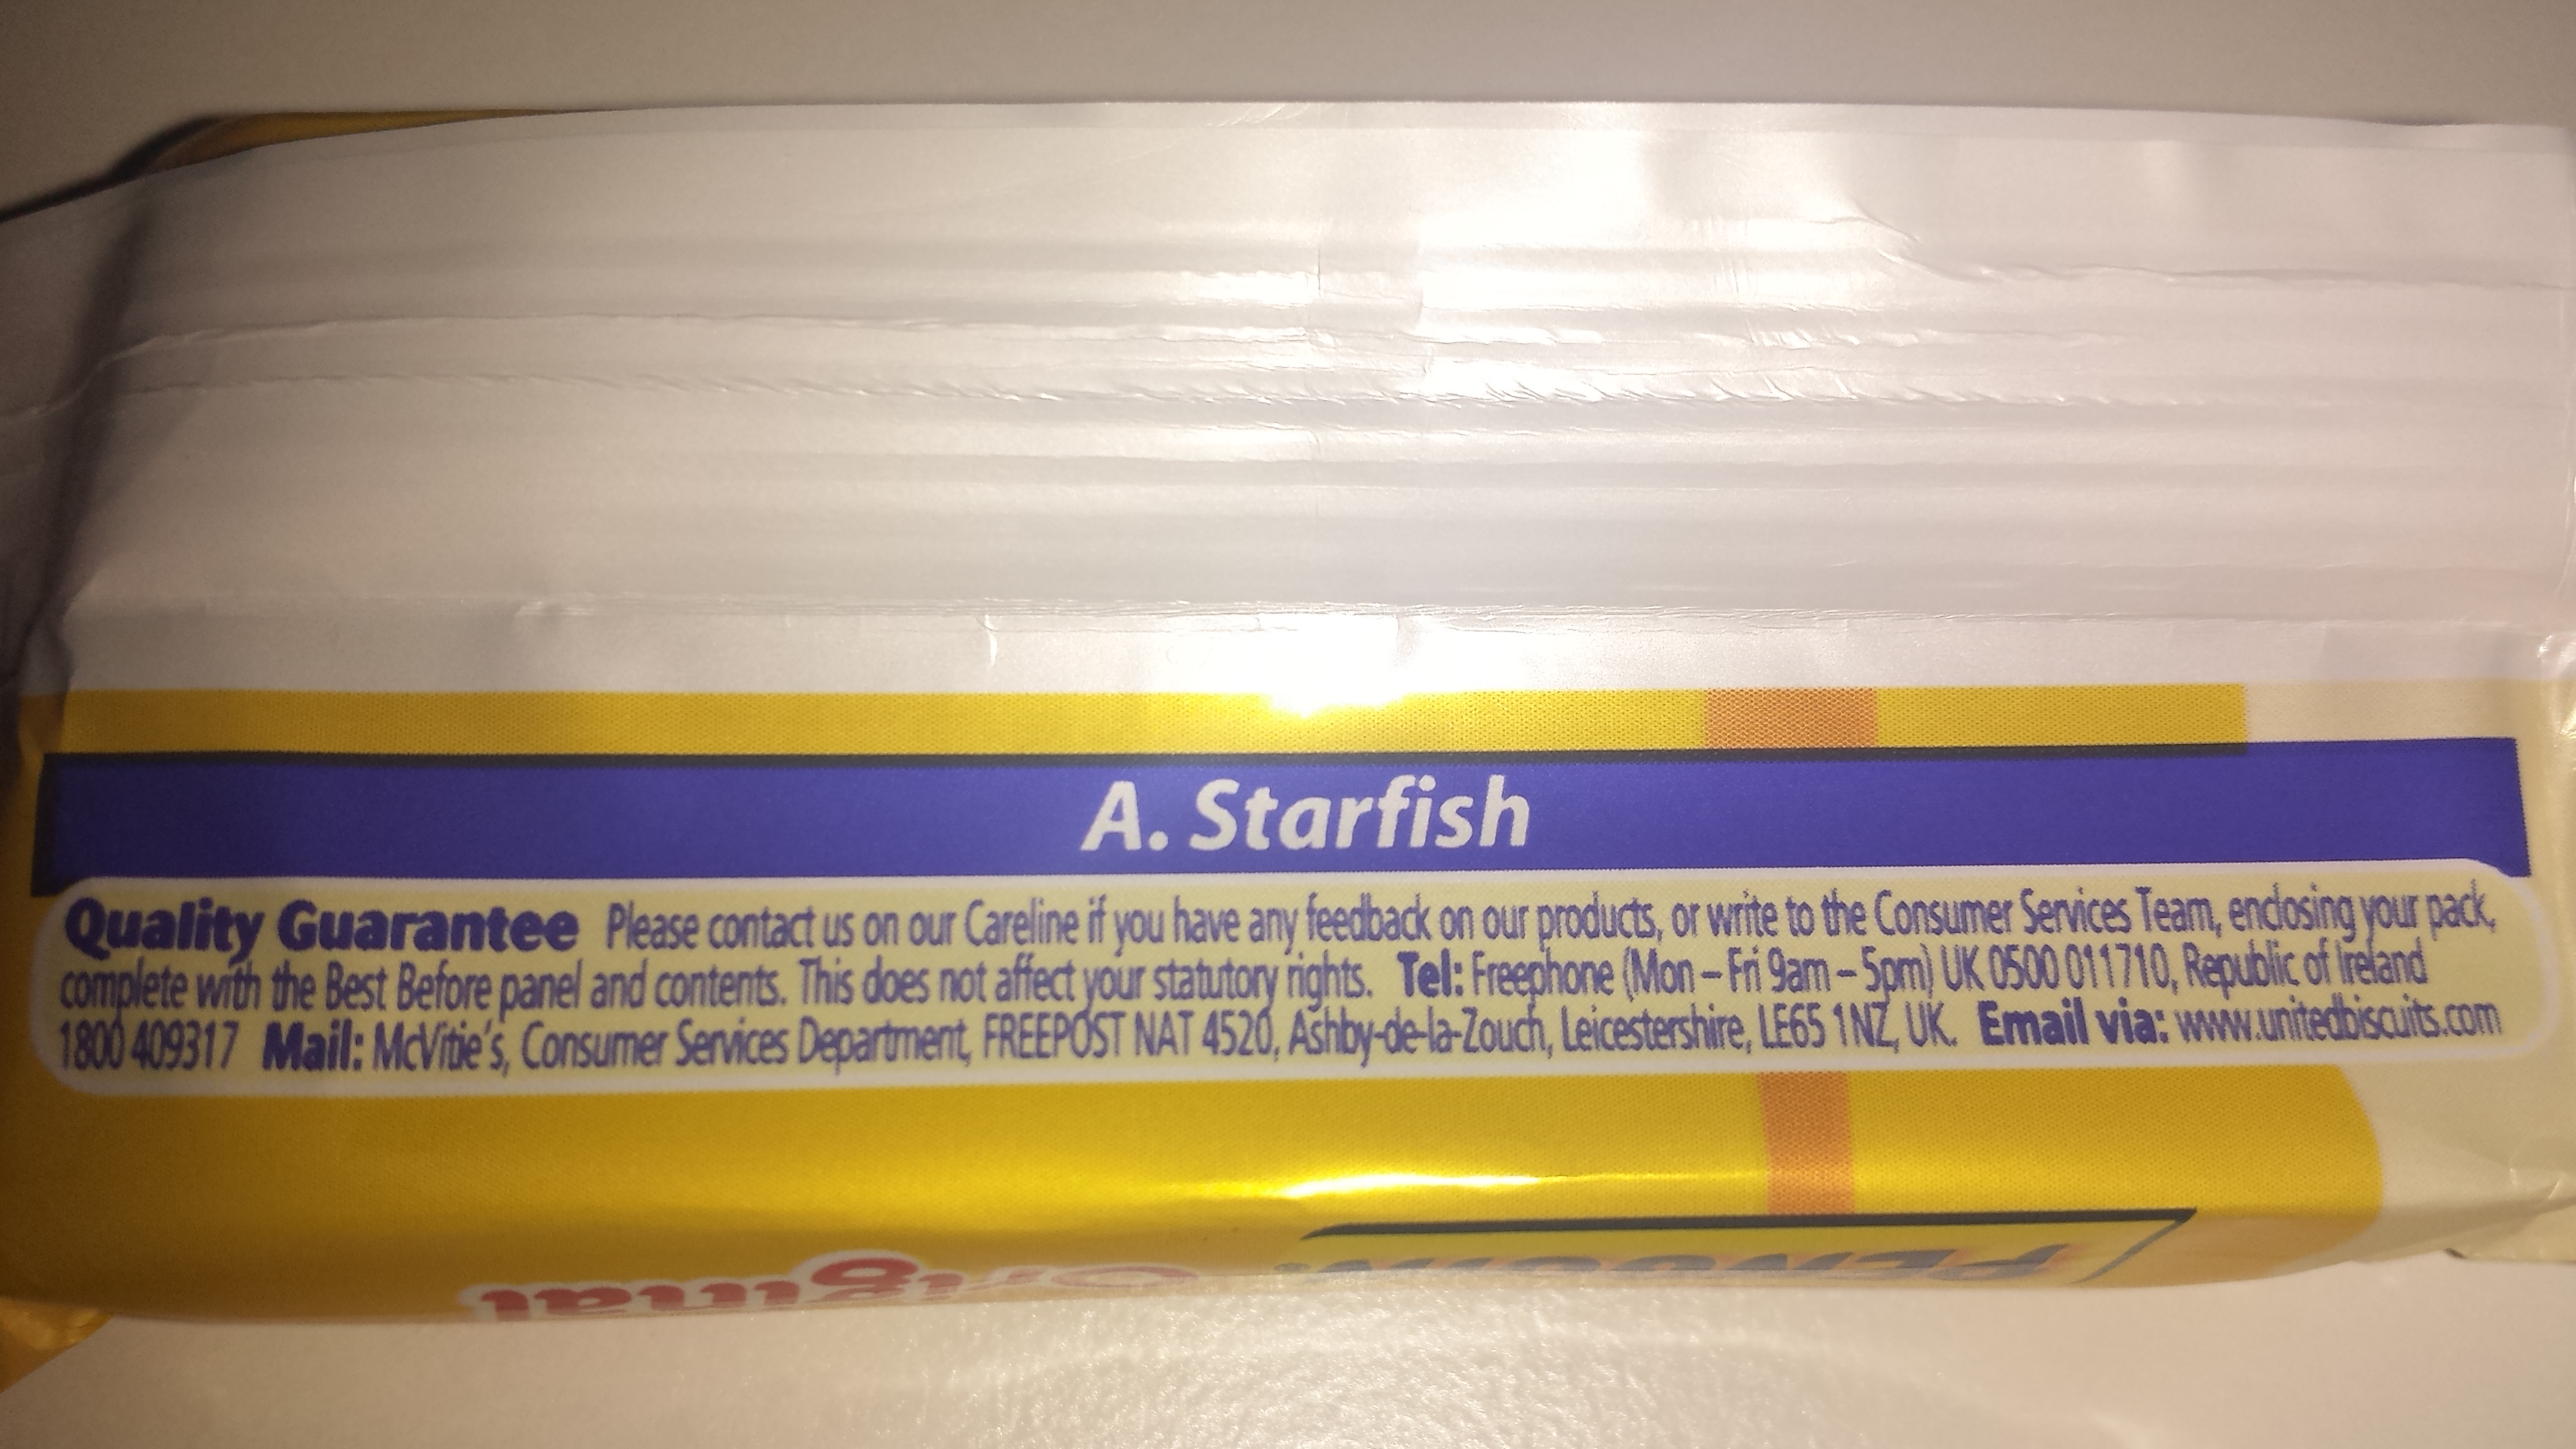 A. Starfish
Quality Guarantee Please contact us on our Careline if you have any feedback on our products, or write to the Consumer Services Team, enclosing your pack,
complete with the Best Before panel and contents. This does not affect your statutory rights. Tel: Freephone (Mon – Fri 9am – 5pm) UK 0500 011710, Republic of Ireland
1800 409317 Mail: McVitie's, Consumer Services Department, FREEPOST NAT 4520, Ashby-de-la-Zouch, Leicestershire, LE65 1NZ, UK. Email via: www.unitedbiscuits.com
PENGUIN. Original